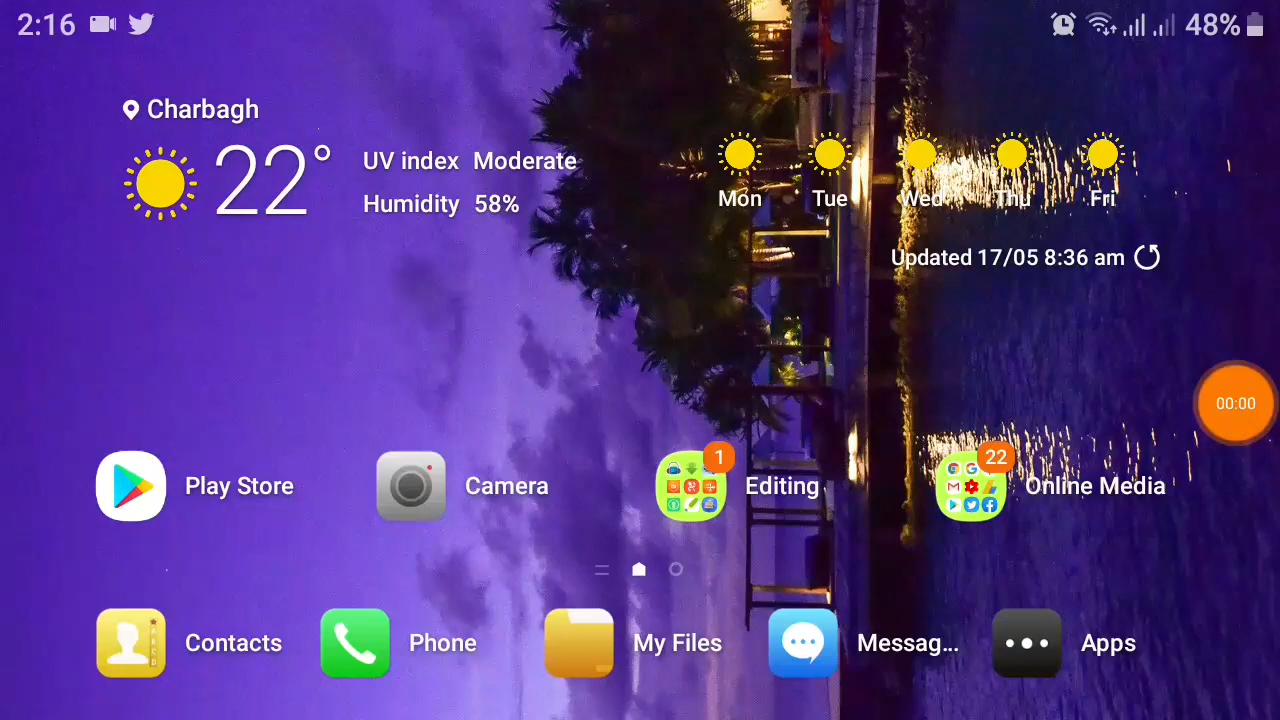 2:16
48%
Charbagh
22°
UV index Moderate
Humidity 58%
Mon Tue Wed Thu Fri
Updated 17/05 8:36 am
00:00
Play Store
Camera
1
Editing
22
Online Media
Contacts
Phone
My Files
Messag...
Apps